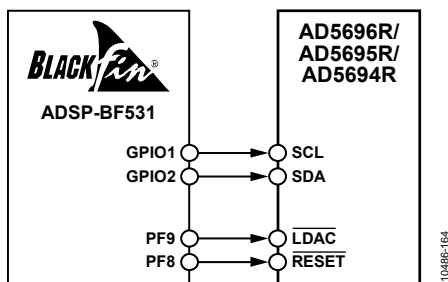 BLACKfin®
ADSP-BF531
AD5696R/
AD5695R/
AD5694R
GPIO1 SCL
GPIO2 SDA
PF9 LDAC
PF8 RESET
10486-164